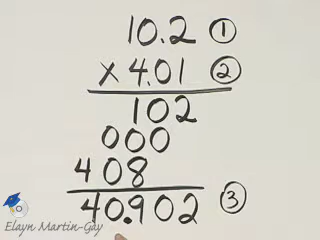 10.2 ①
× 4.01 ②
102
000
408
40.902 ③
Elayn Martin-Gay